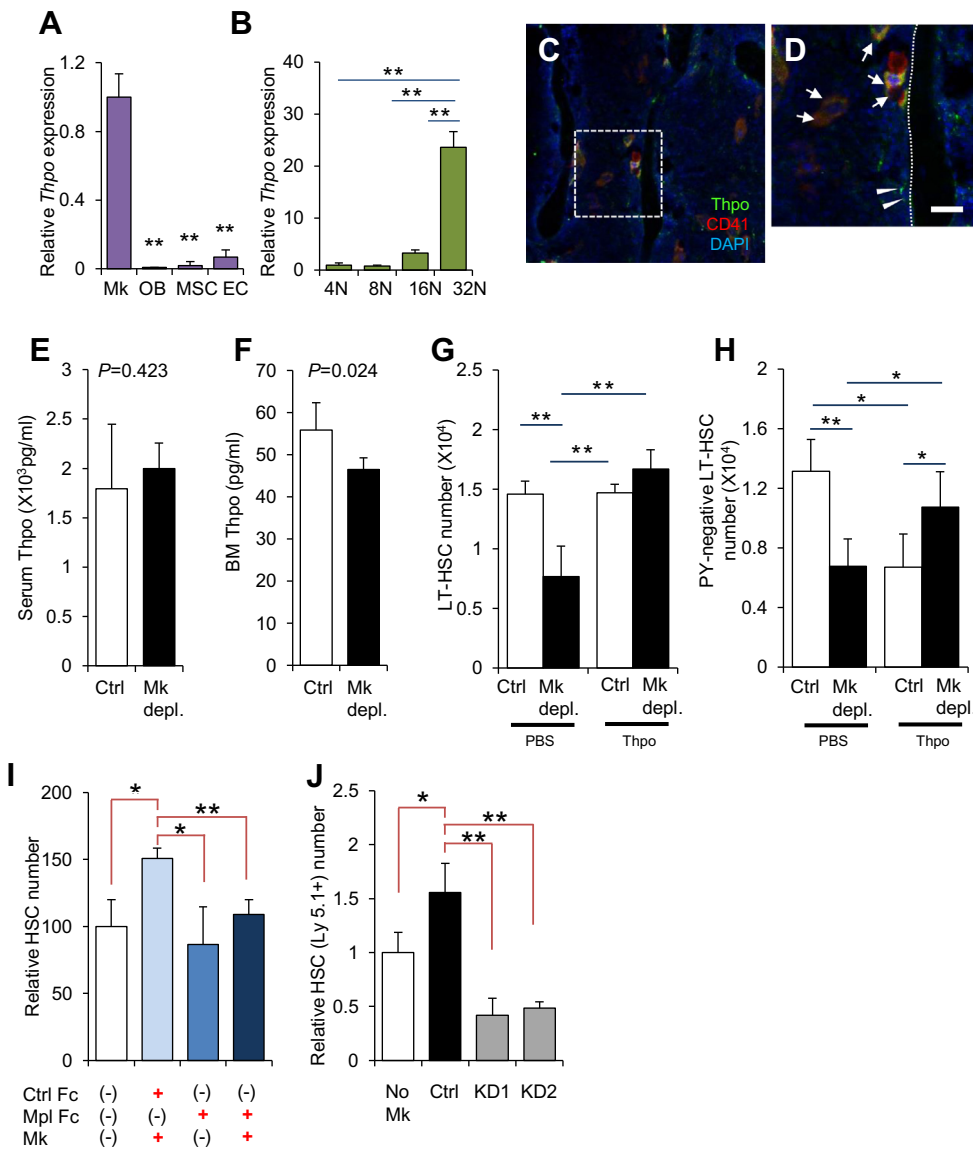 A
Relative Thpo expression
1.2
0.8
0.4
0
**
**
**
Mk OB MSC EC
B
Relative Thpo expression
40
30
20
10
0
**
**
**
4N 8N 16N 32N
C
Thpo
CD41
DAPI
D
E
P=0.423
Serum Thpo (X10³pg/ml)
3
2.5
2
1.5
1
0.5
0
Ctrl Mk depl.
F
P=0.024
BM Thpo (pg/ml)
70
60
50
40
30
20
10
0
Ctrl Mk depl.
G
LT-HSC number (X10⁴)
1.5
1
1.5
0
**
**
**
Ctrl Mk depl. Ctrl Mk depl.
PBS Thpo
H
PY-negative LT-HSC
number (X10⁴)
2
1.6
1.2
0.8
0.4
0
*
*
**
*
Ctrl Mk depl. Ctrl Mk depl.
PBS Thpo
I
Relative HSC number
200
150
100
50
0
*
**
*
Ctrl Fc (-) + (-) (-)
Mpl Fc (-) (-) + +
Mk (-) + (-) +
J
Relative HSC (Ly 5.1+) number
2.5
2
1.5
1
0.5
0
*
**
**
No Mk Ctrl KD1 KD2